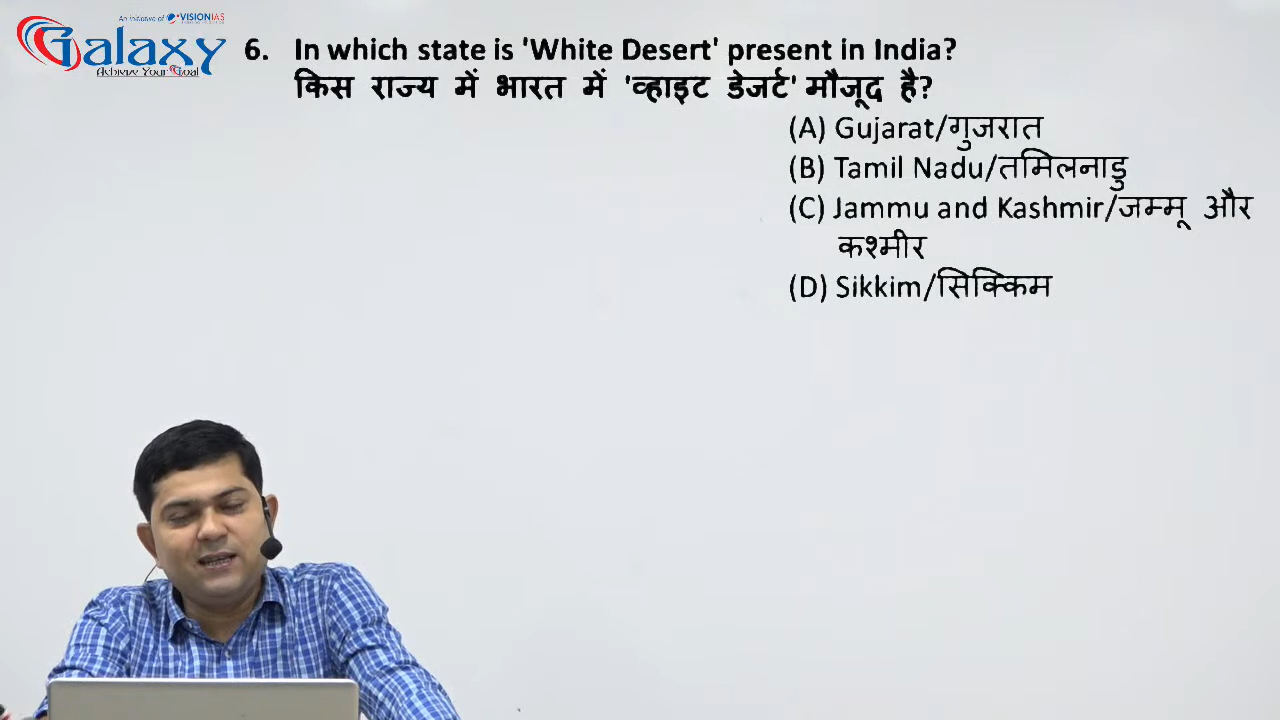 An initiative of VISIONIAS
Galaxy
Achieve Your Goal
6. In which state is 'White Desert' present in India?
किस राज्य में भारत में 'व्हाइट डेजर्ट' मौजूद है?
(A) Gujarat/गुजरात
(B) Tamil Nadu/तमिलनाडु
(C) Jammu and Kashmir/जम्मू और
कश्मीर
(D) Sikkim/सिक्किम